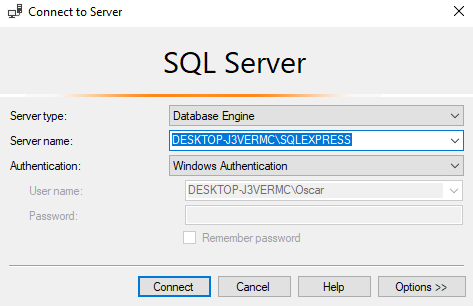 Connect to Server
SQL Server
Server type: Database Engine
Server name: DESKTOP-J3VERMC\SQLEXPRESS
Authentication: Windows Authentication
User name: DESKTOP-J3VERMC\Oscar
Password:
Remember password
Connect Cancel Help Options >>